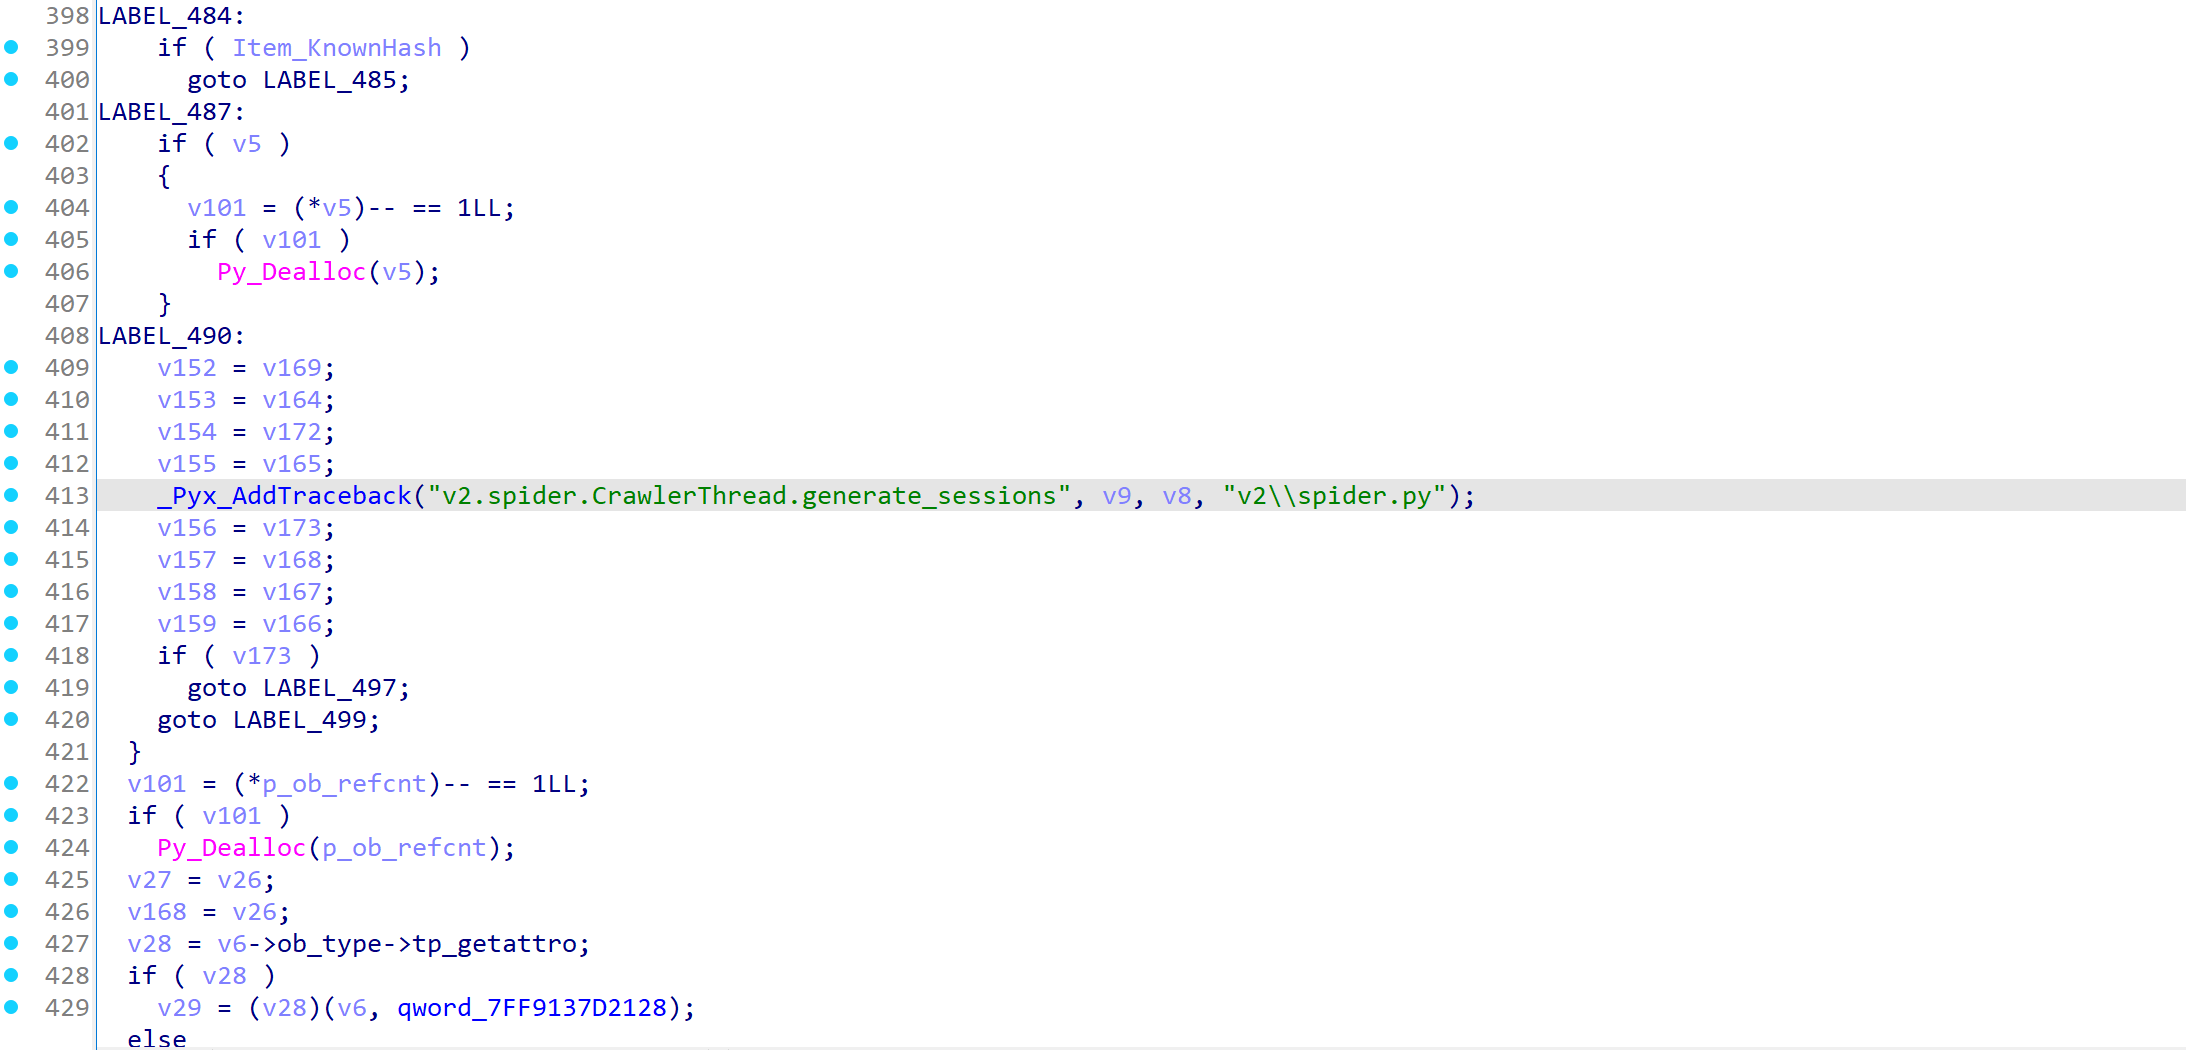 398 LABEL_484:
399     if ( Item_KnownHash )
400       goto LABEL_485;
401 LABEL_487:
402     if ( v5 )
403     {
404       v101 = (*v5)-- == 1LL;
405       if ( v101 )
406         Py_Dealloc(v5);
407     }
408 LABEL_490:
409     v152 = v169;
410     v153 = v164;
411     v154 = v172;
412     v155 = v165;
413     _Pyx_AddTraceback("v2.spider.CrawlerThread.generate_sessions", v9, v8, "v2\\spider.py");
414     v156 = v173;
415     v157 = v168;
416     v158 = v167;
417     v159 = v166;
418     if ( v173 )
419       goto LABEL_497;
420     goto LABEL_499;
421   }
422   v101 = (*p_ob_refcnt)-- == 1LL;
423   if ( v101 )
424     Py_Dealloc(p_ob_refcnt);
425   v27 = v26;
426   v168 = v26;
427   v28 = v6->ob_type->tp_getattro;
428   if ( v28 )
429     v29 = (v28)(v6, qword_7FF9137D2128);
else